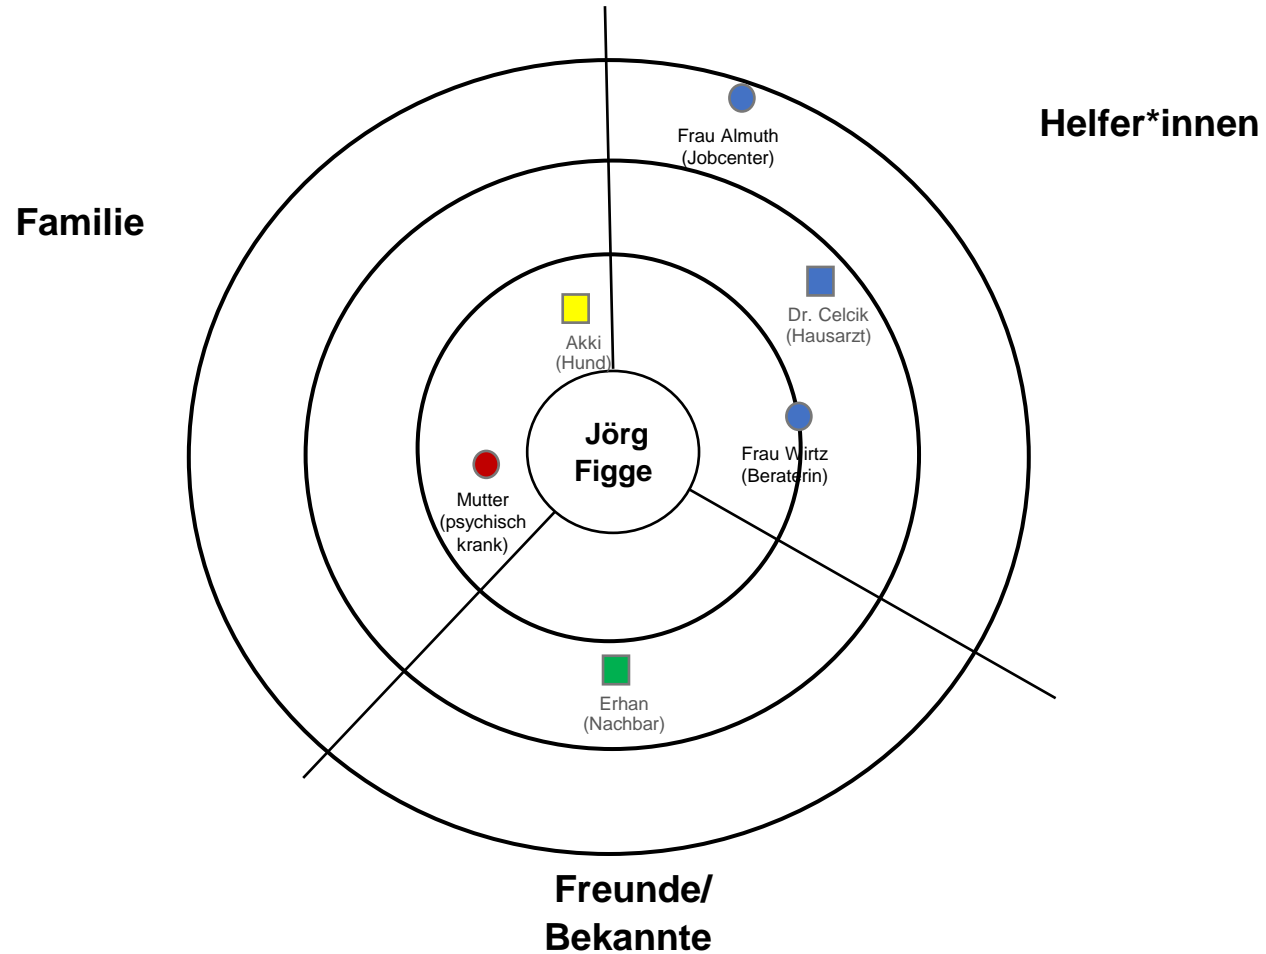 Helfer*innen
Frau Almuth
(Jobcenter)
Familie
Dr. Celcik
(Hausarzt)
Akki
(Hund)
Jörg
Figge
Frau Wirtz
(Beraterin)
Mutter
(psychisch
krank)
Erhan
(Nachbar)
Freunde/
Bekannte